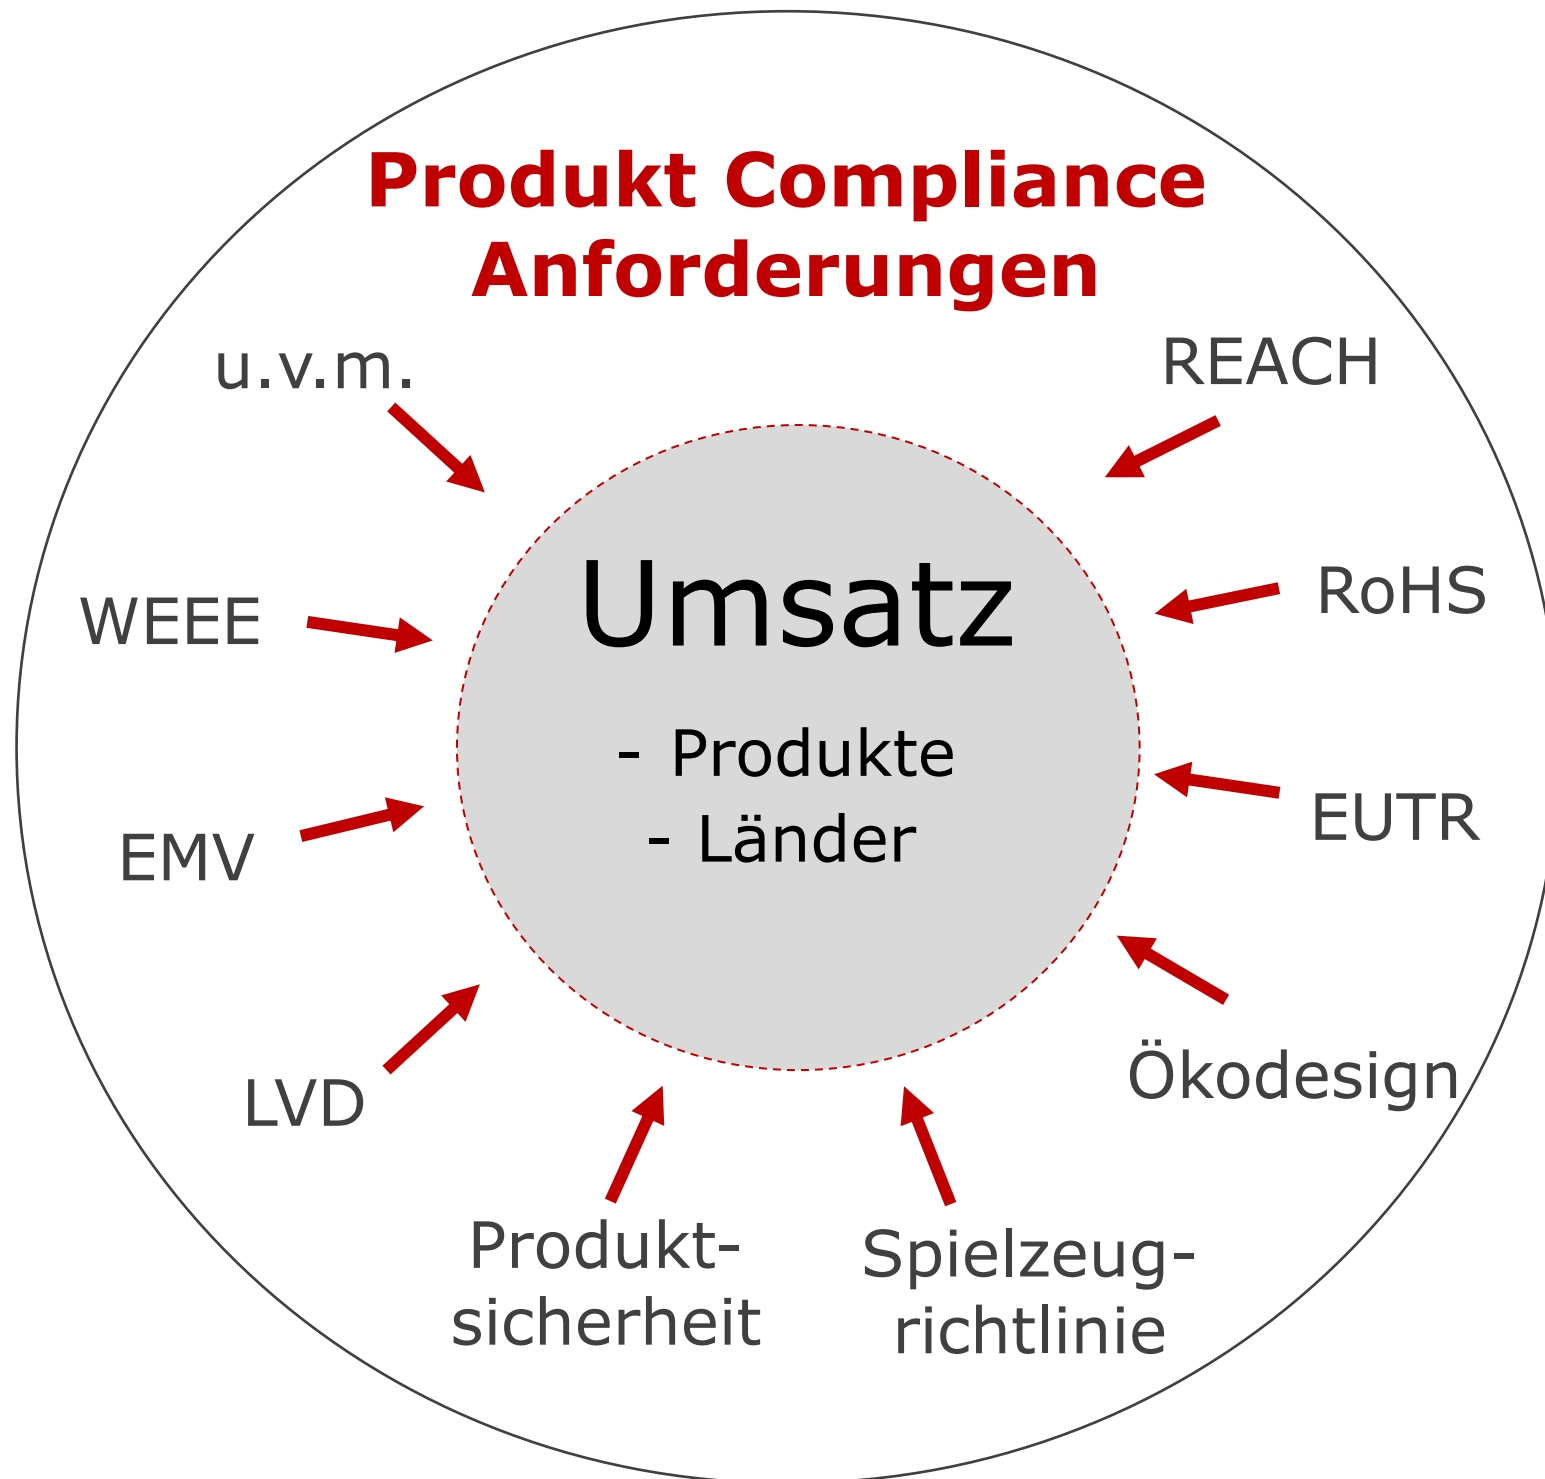 Produkt Compliance
Anforderungen
u.v.m.
REACH
WEEE
RoHS
Umsatz
- Produkte
- Länder
EMV
EUTR
LVD
Ökodesign
Produkt-
sicherheit
Spielzeug-
richtlinie